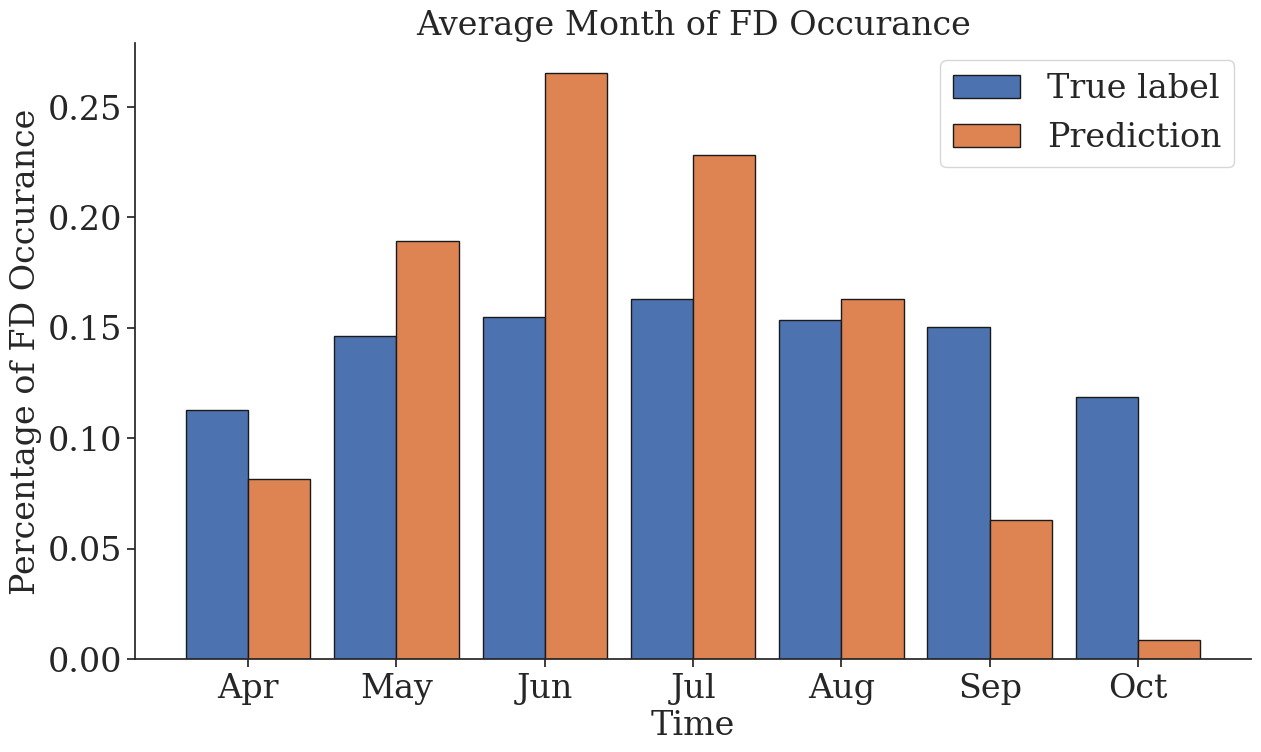 Average Month of FD Occurance
True label
Prediction
Percentage of FD Occurance
0.25
0.20
0.15
0.10
0.05
0.00
Apr May Jun Jul Aug Sep Oct
Time